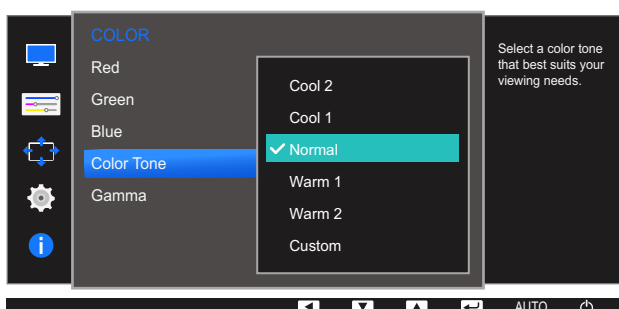 COLOR
Red
Green
Blue
Color Tone
Gamma
Cool 2
Cool 1
Normal
Warm 1
Warm 2
Custom
Select a color tone
that best suits your
viewing needs.
AUTO